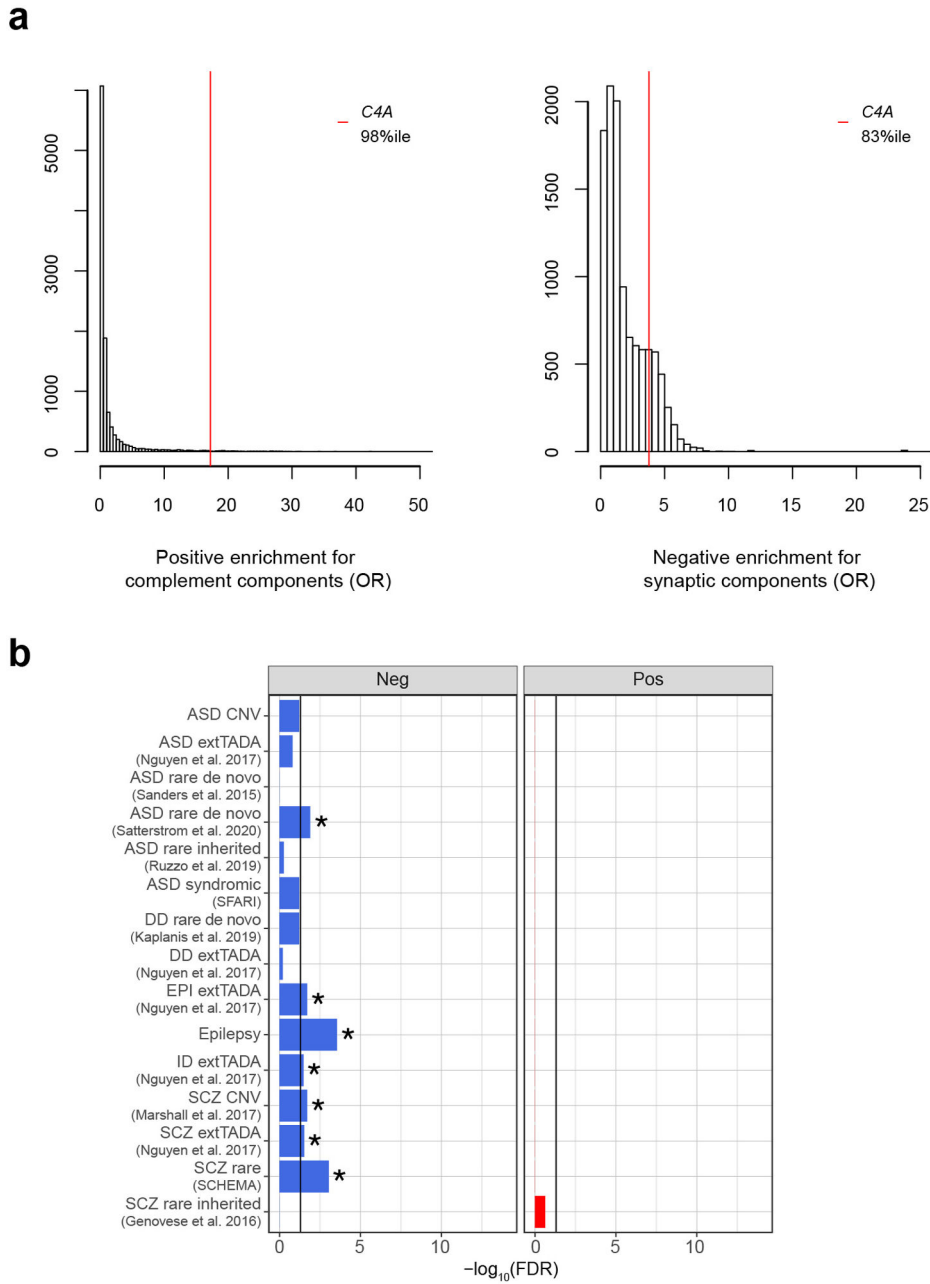 a
C4A
98%ile
0
1000
3000
5000
0
10
20
30
40
50
Positive enrichment for
complement components (OR)
C4A
83%ile
0
500
1000
1500
2000
0
5
10
15
20
25
Negative enrichment for
synaptic components (OR)
b
Neg
Pos
ASD CNV
ASD extTADA
(Nguyen et al. 2017)
ASD rare de novo
(Sanders et al. 2015)
ASD rare de novo
(Satterstrom et al. 2020)
*
ASD rare inherited
(Ruzzo et al. 2019)
ASD syndromic
(SFARI)
DD rare de novo
(Kaplanis et al. 2019)
DD extTADA
(Nguyen et al. 2017)
EPI extTADA
(Nguyen et al. 2017)
*
Epilepsy
*
ID extTADA
(Nguyen et al. 2017)
*
SCZ CNV
(Marshall et al. 2017)
*
SCZ extTADA
(Nguyen et al. 2017)
*
SCZ rare
(SCHEMA)
*
SCZ rare inherited
(Genovese et al. 2016)
0
5
10
0
5
10
−log₁₀(FDR)